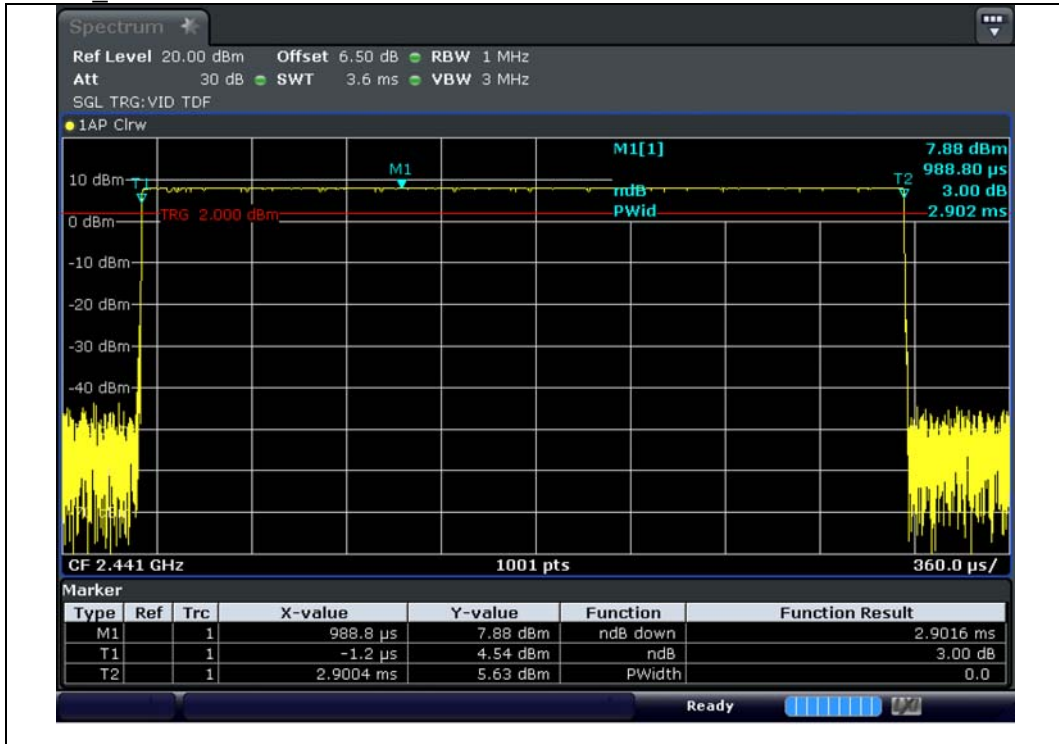 Spectrum
Ref Level 20.00 dBm Offset 6.50 dB RBW 1 MHz
Att 30 dB SWT 3.6 ms VBW 3 MHz
SGL TRG:VID TDF
1AP Clrw
M1[1] 7.88 dBm
988.80 µs
ndB 3.00 dB
PWid 2.902 ms
M1
T1
T2
10 dBm
TRG 2.000 dBm
0 dBm
-10 dBm
-20 dBm
-30 dBm
-40 dBm
CF 2.441 GHz 1001 pts 360.0 µs/
Marker
Type Ref Trc X-value Y-value Function Function Result
M1 1 988.8 µs 7.88 dBm ndB down 2.9016 ms
T1 1 -1.2 µs 4.54 dBm ndB 3.00 dB
T2 1 2.9004 ms 5.63 dBm PWidth 0.0
Ready